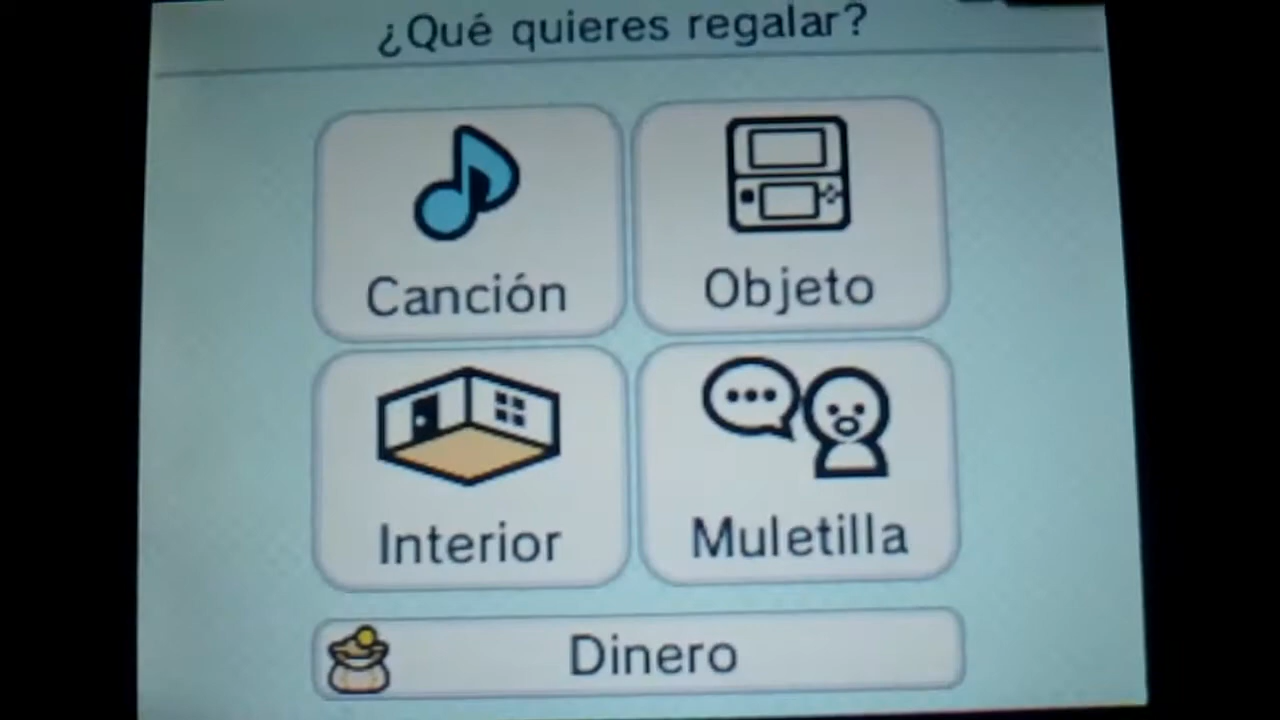 ¿Qué quieres regalar?
Canción
Objeto
Interior
Muletilla
Dinero